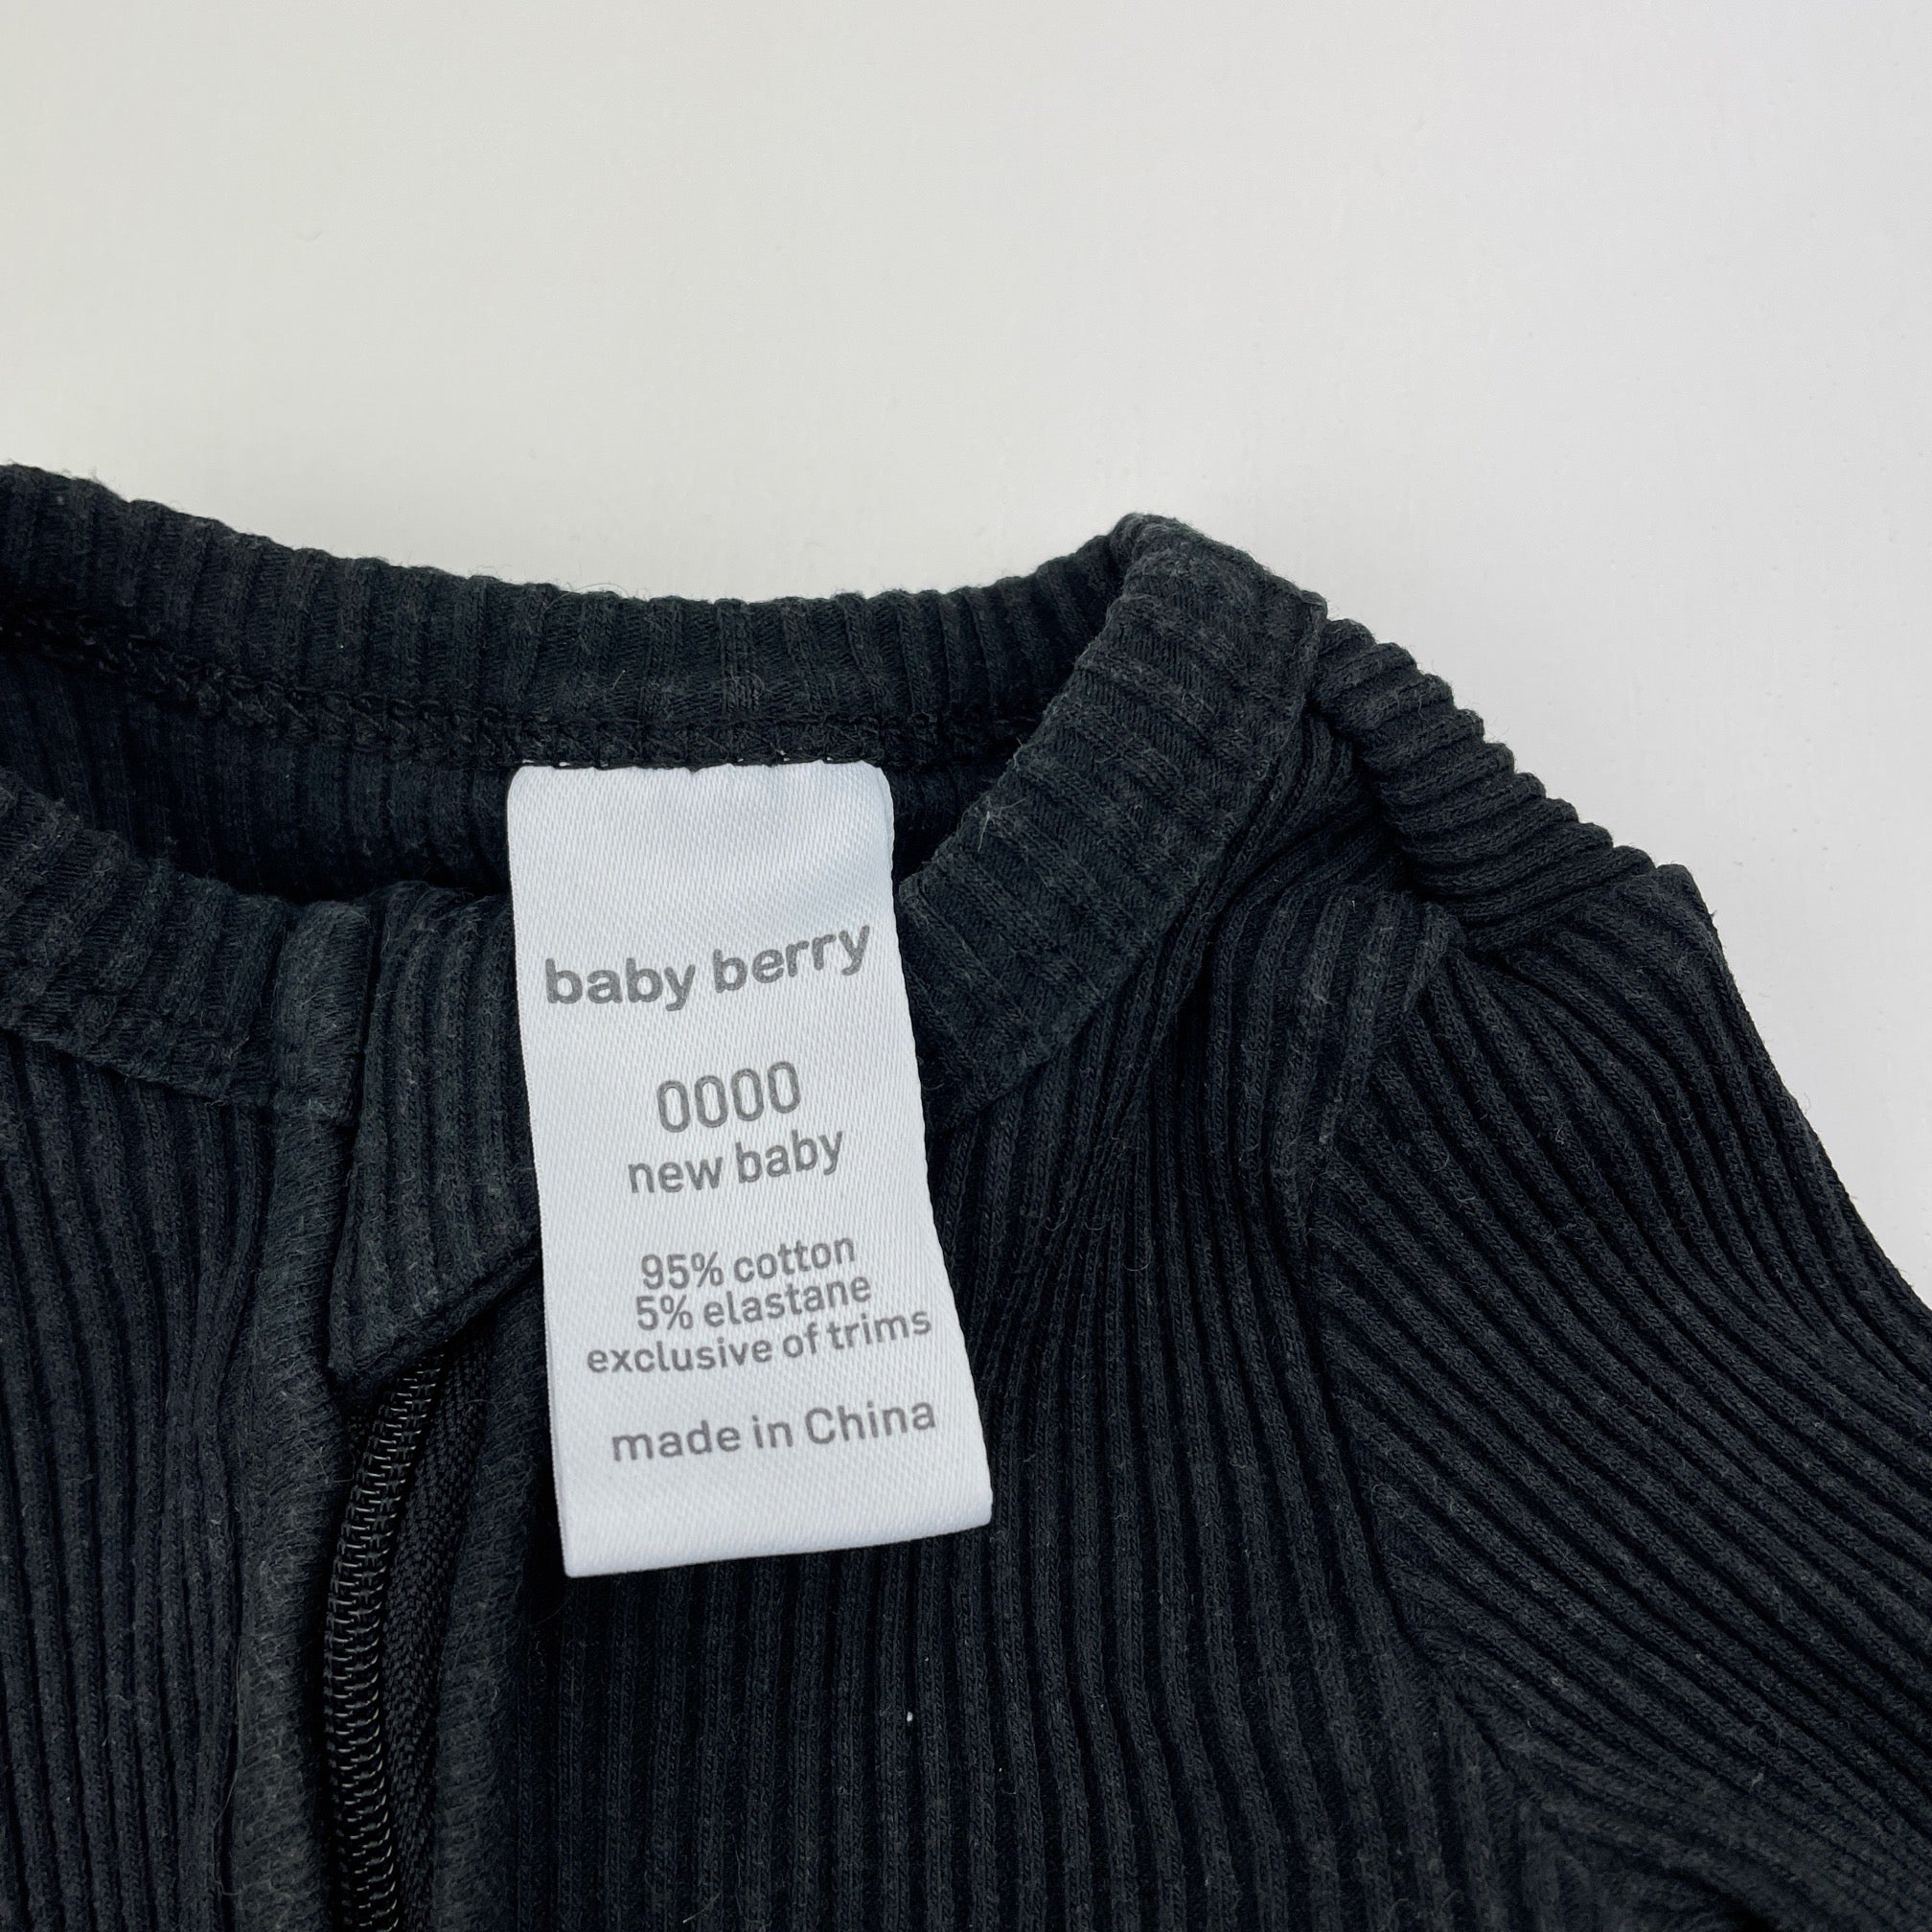 baby berry
0000
new baby
95% cotton
5% elastane
exclusive of trims
made in China